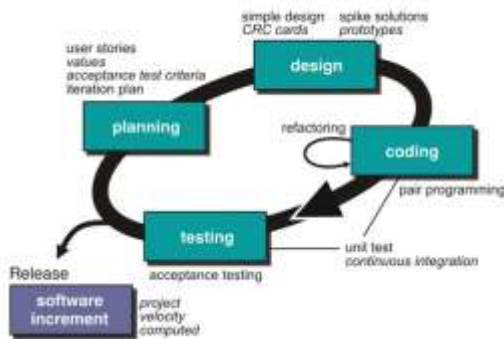 simple design
CRC cards
spike solutions
prototypes
user stories
values
acceptance test criteria
iteration plan
design
planning
refactoring
coding
pair programming
testing
unit test
continuous integration
acceptance testing
Release
software
increment
project
velocity
computed